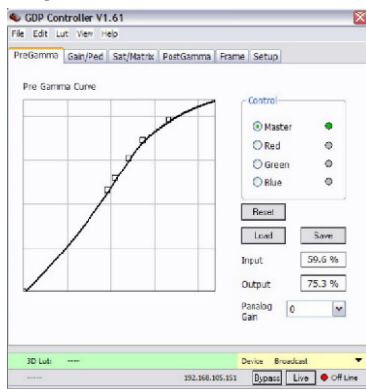 GDP Controller V1.61
File Edit Lut View Help
PreGamma Gain/Ped Sat/Matrix PostGamma Frame Setup
Pre Gamma Curve
Control
Master
Red
Green
Blue
Reset
Load Save
Input 59.6 %
Output 75.3 %
Panalog Gain 0
3D Lut: ----
Device Broadcast
----- 192.168.105.151 Bypass Live Off Line